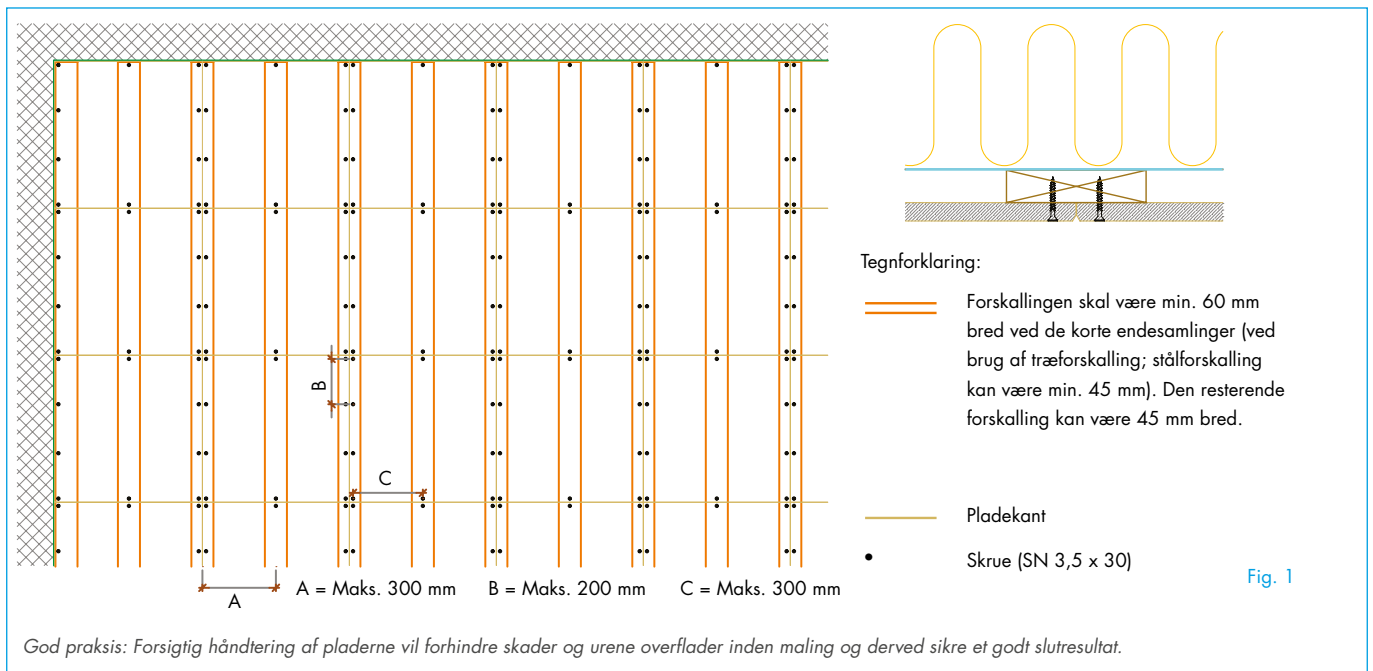 B
C
A
A = Maks. 300 mm B = Maks. 200 mm C = Maks. 300 mm
Tegnforklaring:
Forskallingen skal være min. 60 mm
bred ved de korte endesamlinger (ved
brug af træforskalling; stålforskalling
kan være min. 45 mm). Den resterende
forskalling kan være 45 mm bred.
Pladekant
Skrue (SN 3,5 x 30)
Fig. 1
God praksis: Forsigtig håndtering af pladerne vil forhindre skader og urene overflader inden maling og derved sikre et godt slutresultat.